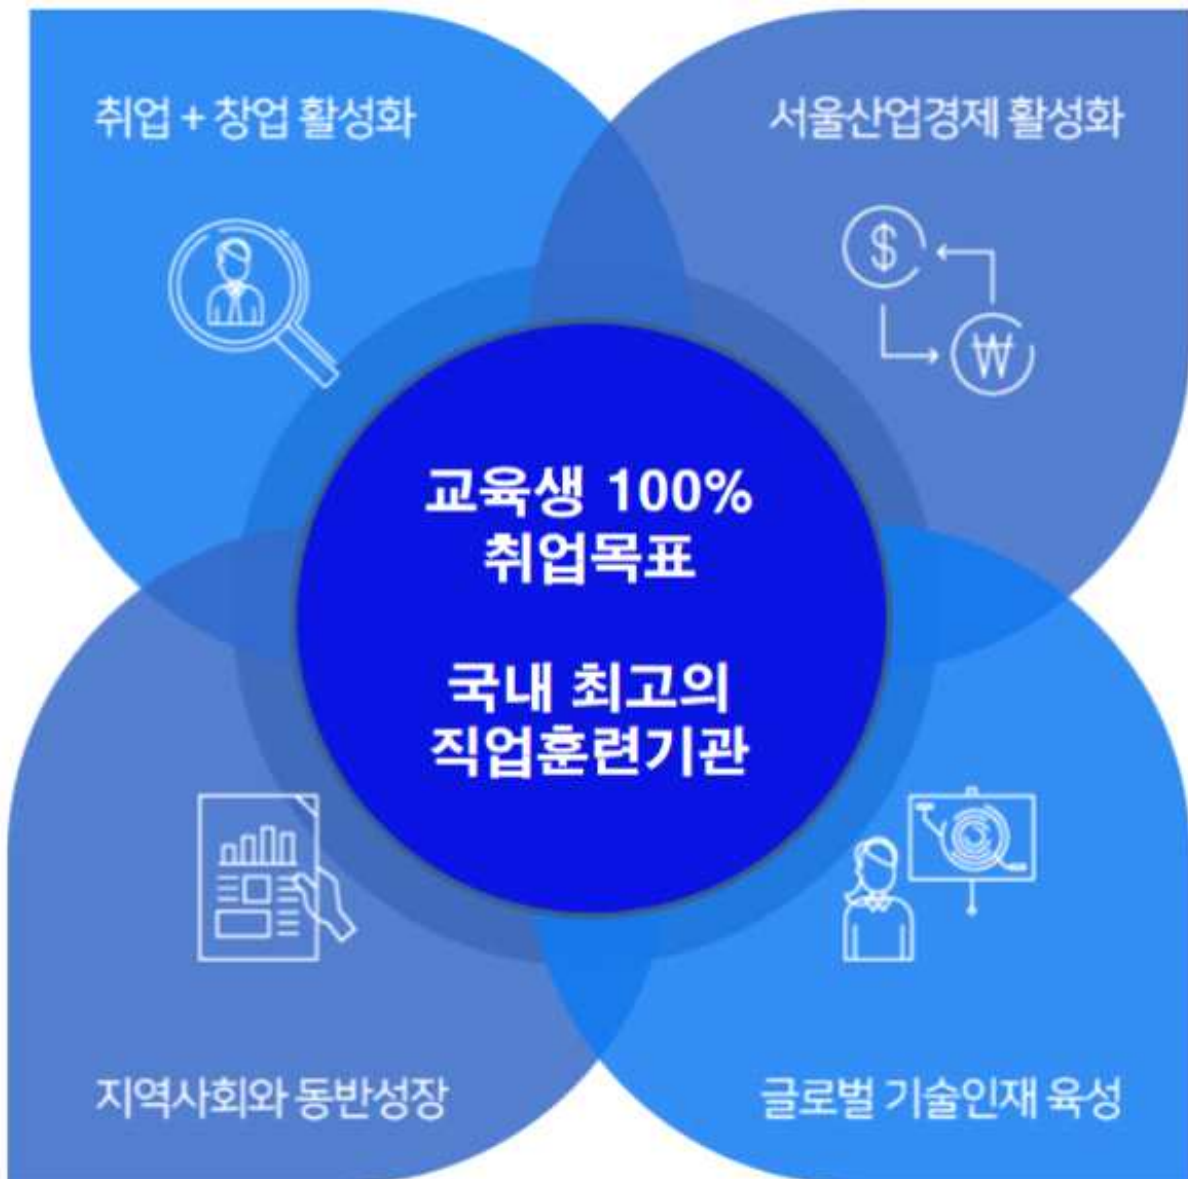 취업 + 창업 활성화
서울산업경제 활성화
$
₩
교육생 100%
취업목표
국내 최고의
직업훈련기관
지역사회와 동반성장
글로벌 기술인재 육성